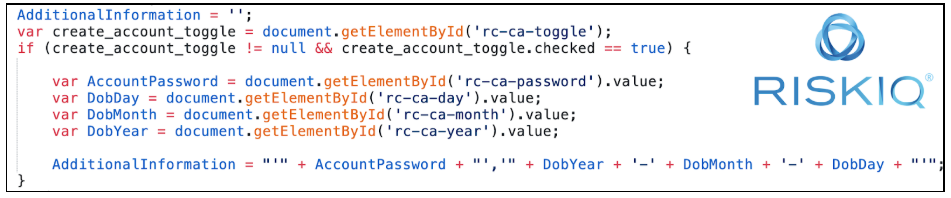 AdditionalInformation = '';
var create_account_toggle = document.getElementById('rc-ca-toggle');
if (create_account_toggle != null && create_account_toggle.checked == true) {
var AccountPassword = document.getElementById('rc-ca-password').value;
var DobDay = document.getElementById('rc-ca-day').value;
var DobMonth = document.getElementById('rc-ca-month').value;
var DobYear = document.getElementById('rc-ca-year').value;
AdditionalInformation = "'" + AccountPassword + "','" + DobYear + '-' + DobMonth + '-' + DobDay + "'";
}
RISKIQ®